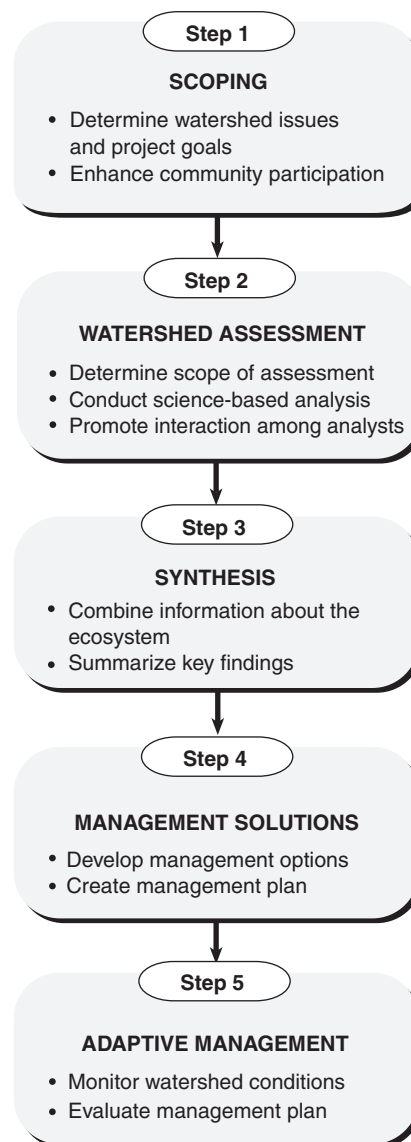 Step 1
SCOPING
• Determine watershed issues
and project goals
• Enhance community participation
Step 2
WATERSHED ASSESSMENT
• Determine scope of assessment
• Conduct science-based analysis
• Promote interaction among analysts
Step 3
SYNTHESIS
• Combine information about the
ecosystem
• Summarize key findings
Step 4
MANAGEMENT SOLUTIONS
• Develop management options
• Create management plan
Step 5
ADAPTIVE MANAGEMENT
• Monitor watershed conditions
• Evaluate management plan